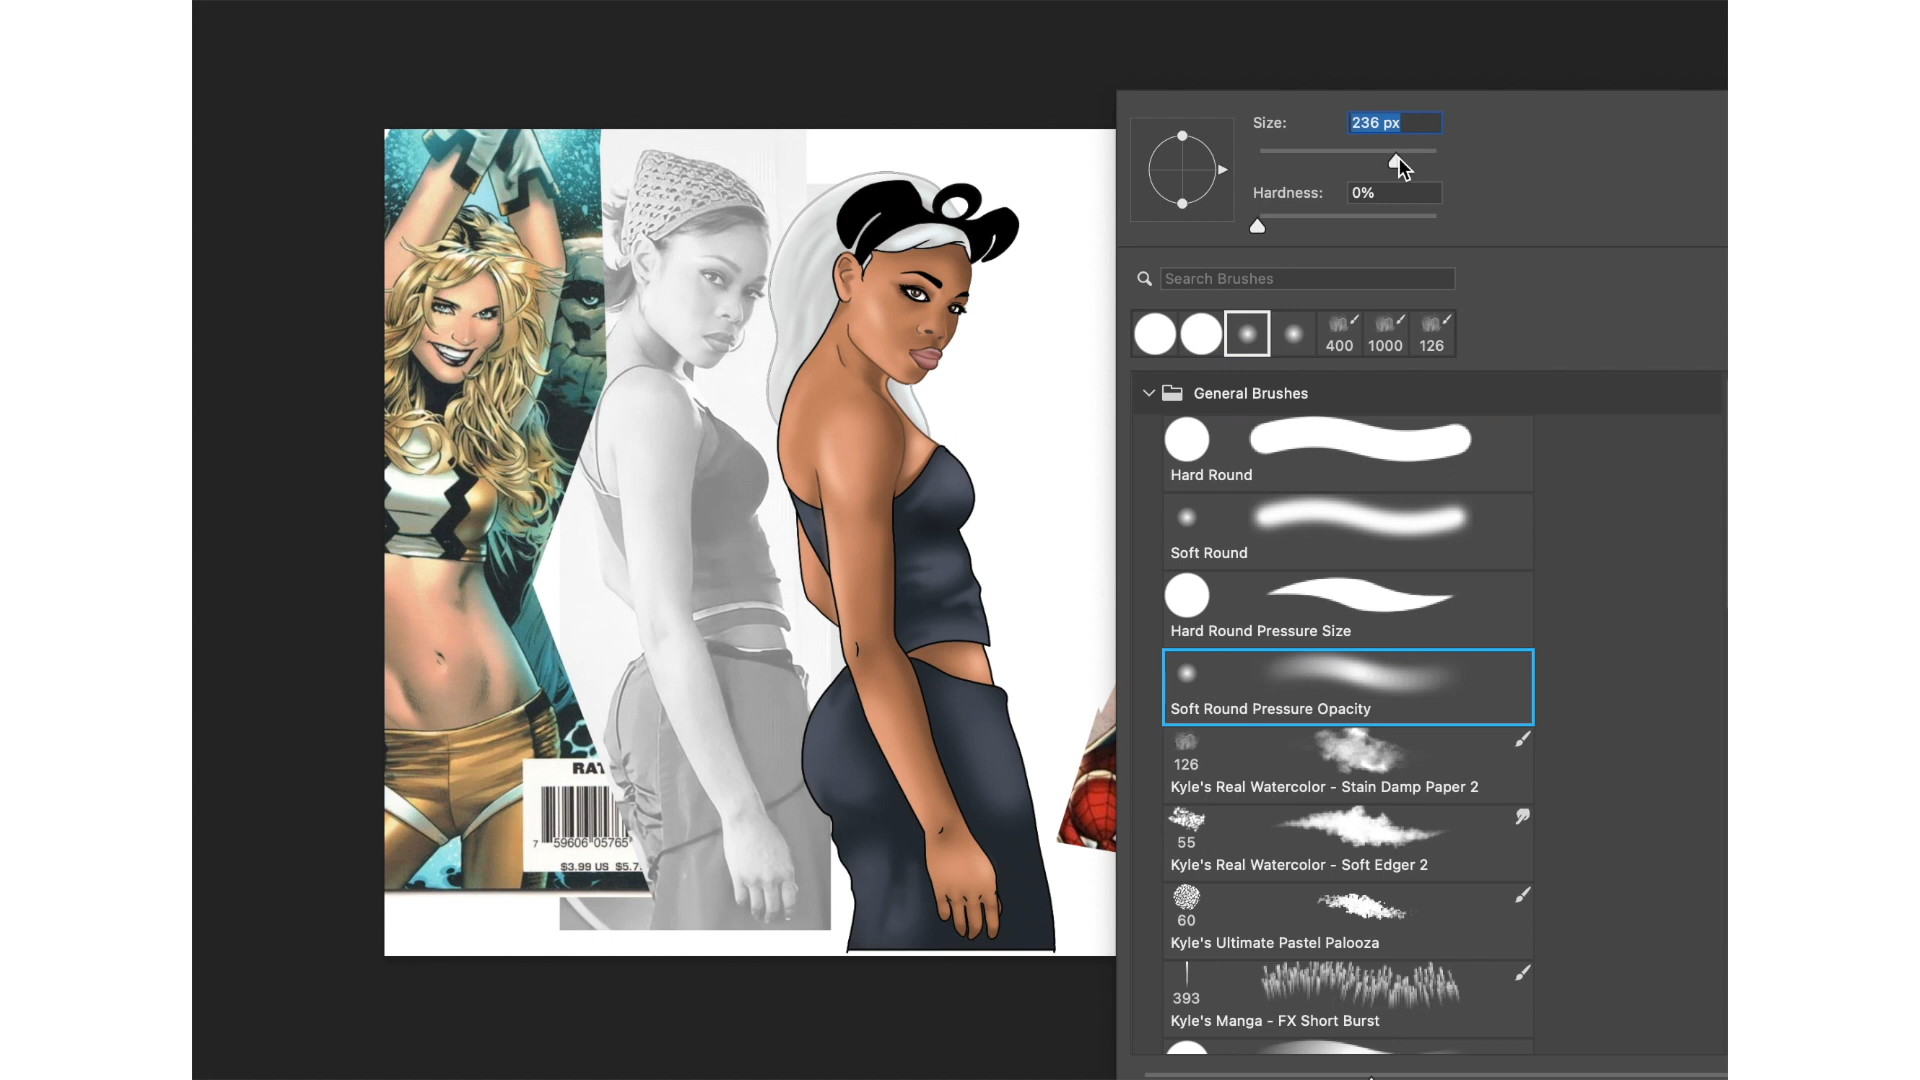 Size:
236 px
Hardness:
0%
Search Brushes
400
1000
126
General Brushes
Hard Round
Soft Round
Hard Round Pressure Size
Soft Round Pressure Opacity
126
Kyle's Real Watercolor - Stain Damp Paper 2
55
Kyle's Real Watercolor - Soft Edger 2
60
Kyle's Ultimate Pastel Palooza
393
Kyle's Manga - FX Short Burst
RAT
7 59606 05765
$3.99 US $5.7